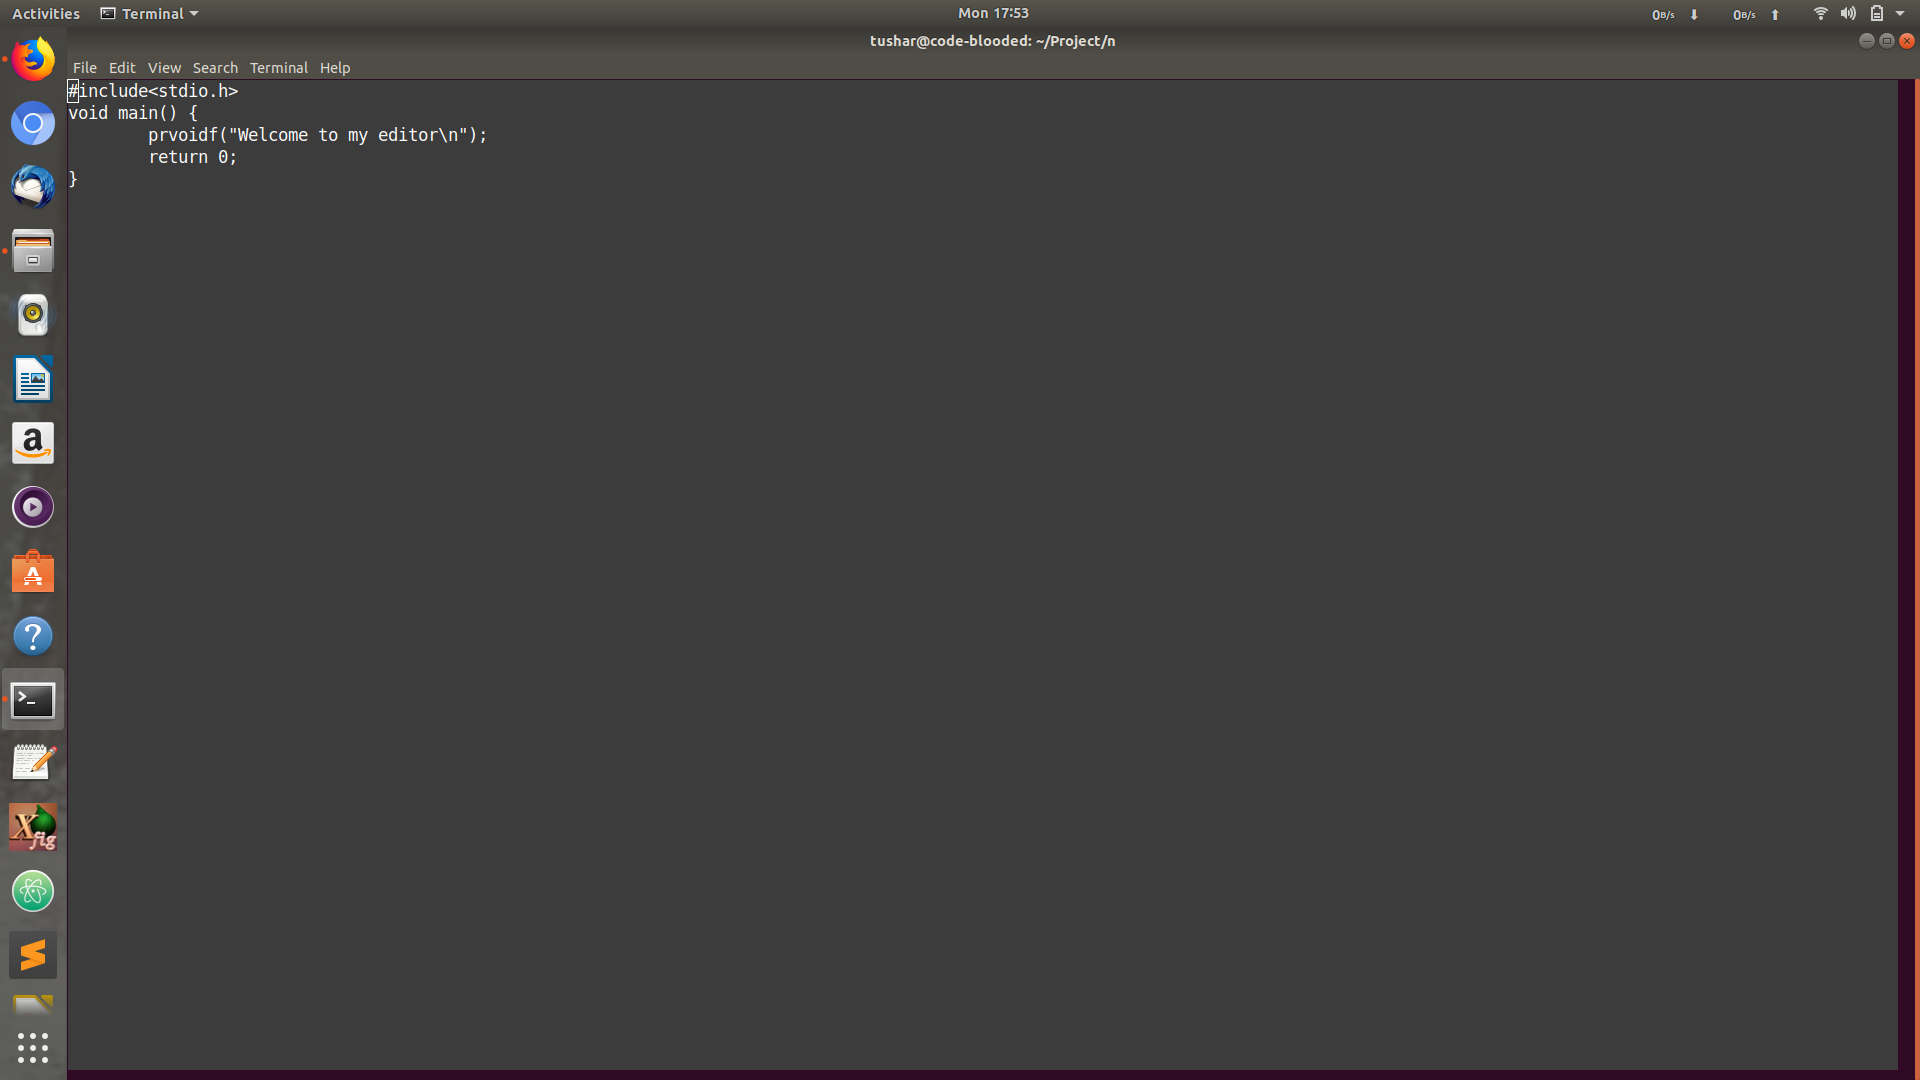 Activities Terminal Mon 17:53 0B/s 0B/s
tushar@code-blooded: ~/Project/n
File Edit View Search Terminal Help
#include<stdio.h>
void main() {
        prvoidf("Welcome to my editor\n");
        return 0;
}
a
A
?
>_
X
fig